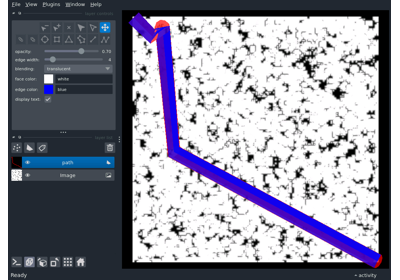 File View Plugins Window Help
opacity: 0.70
edge width: 4
blending: translucent
face color: white
edge color: blue
display text: ✓
path
Image
Ready
activity